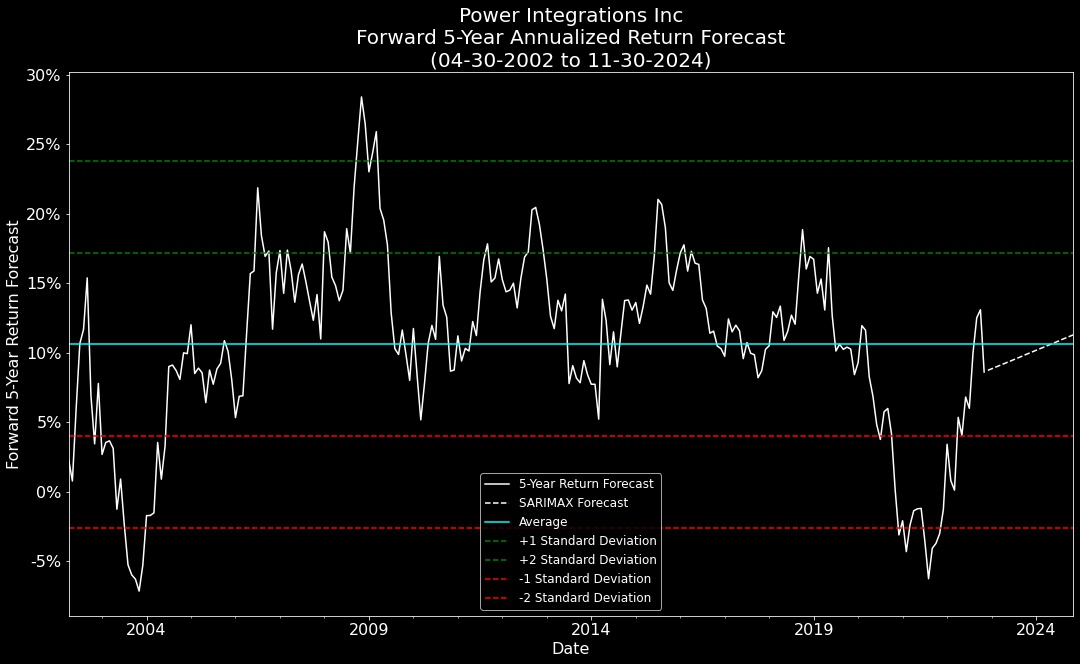 Power Integrations Inc
Forward 5-Year Annualized Return Forecast
(04-30-2002 to 11-30-2024)
30%
25%
20%
15%
10%
5%
0%
-5%
Forward 5-Year Return Forecast
5-Year Return Forecast
SARIMAX Forecast
Average
+1 Standard Deviation
+2 Standard Deviation
-1 Standard Deviation
-2 Standard Deviation
2004 2009 2014 2019 2024
Date